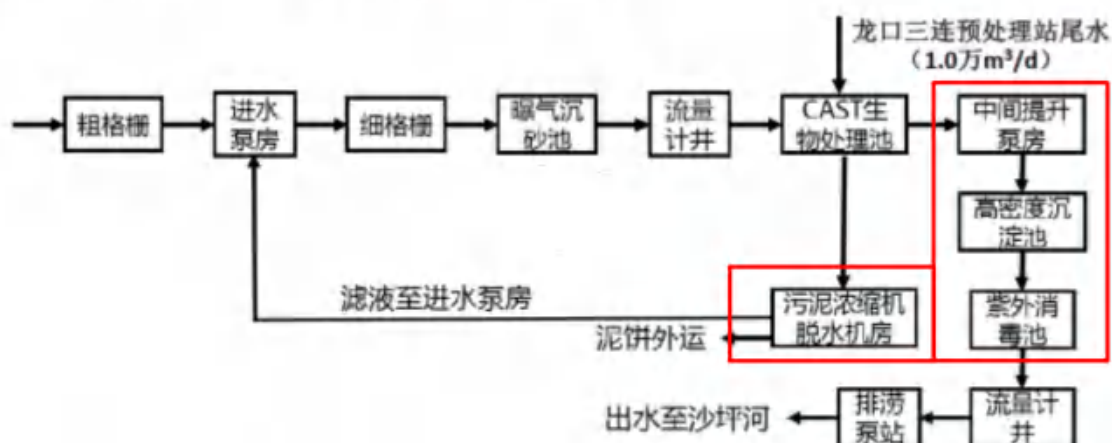 龙口三连预处理站尾水
（1.0万m³/d）
粗格栅
进水
泵房
细格栅
曝气沉
砂池
流量
计井
CAST生
物处理池
中间提升
泵房
高密度沉
淀池
滤液至进水泵房
污泥浓缩机
脱水机房
紫外消
毒池
泥饼外运
出水至沙坪河
排涝
泵站
流量计
井